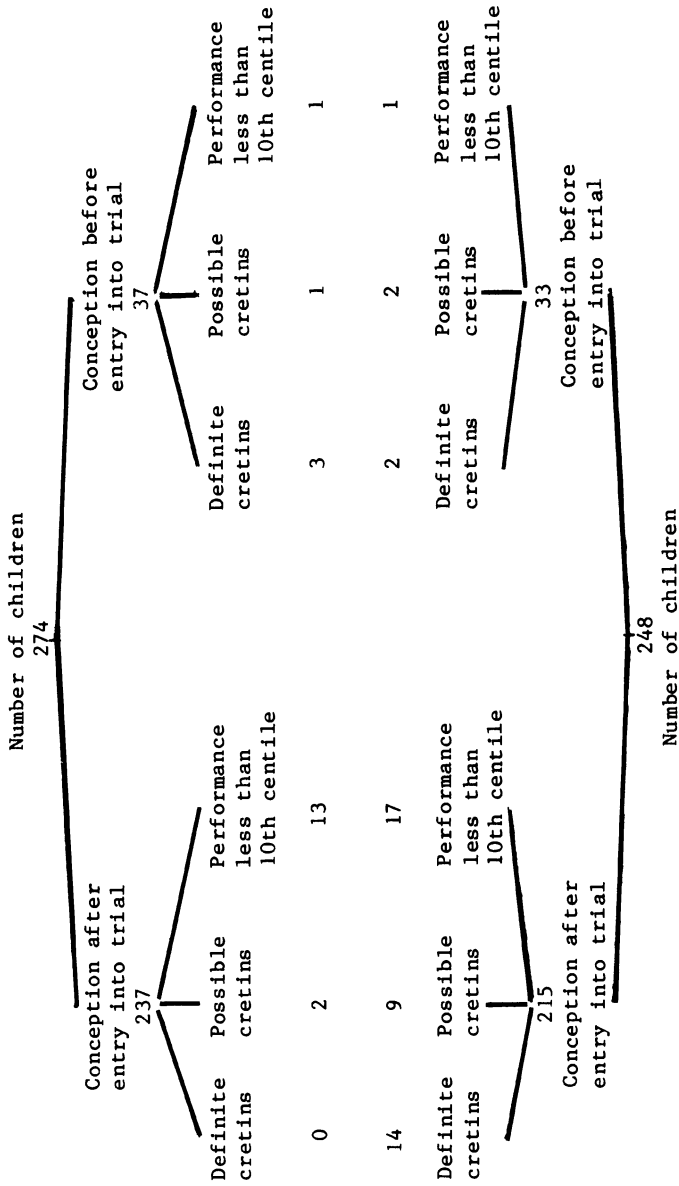 Number of children
274
Conception after
entry into trial
237
Conception before
entry into trial
37
Definite
cretins
Possible
cretins
Performance
less than
10th centile
Definite
cretins
Possible
cretins
Performance
less than
10th centile
0 2 13 3 1 1
14 9 17 2 2 1
Definite
cretins
Possible
cretins
Performance
less than
10th centile
Definite
cretins
Possible
cretins
Performance
less than
10th centile
215
Conception after
entry into trial
33
Conception before
entry into trial
248
Number of children